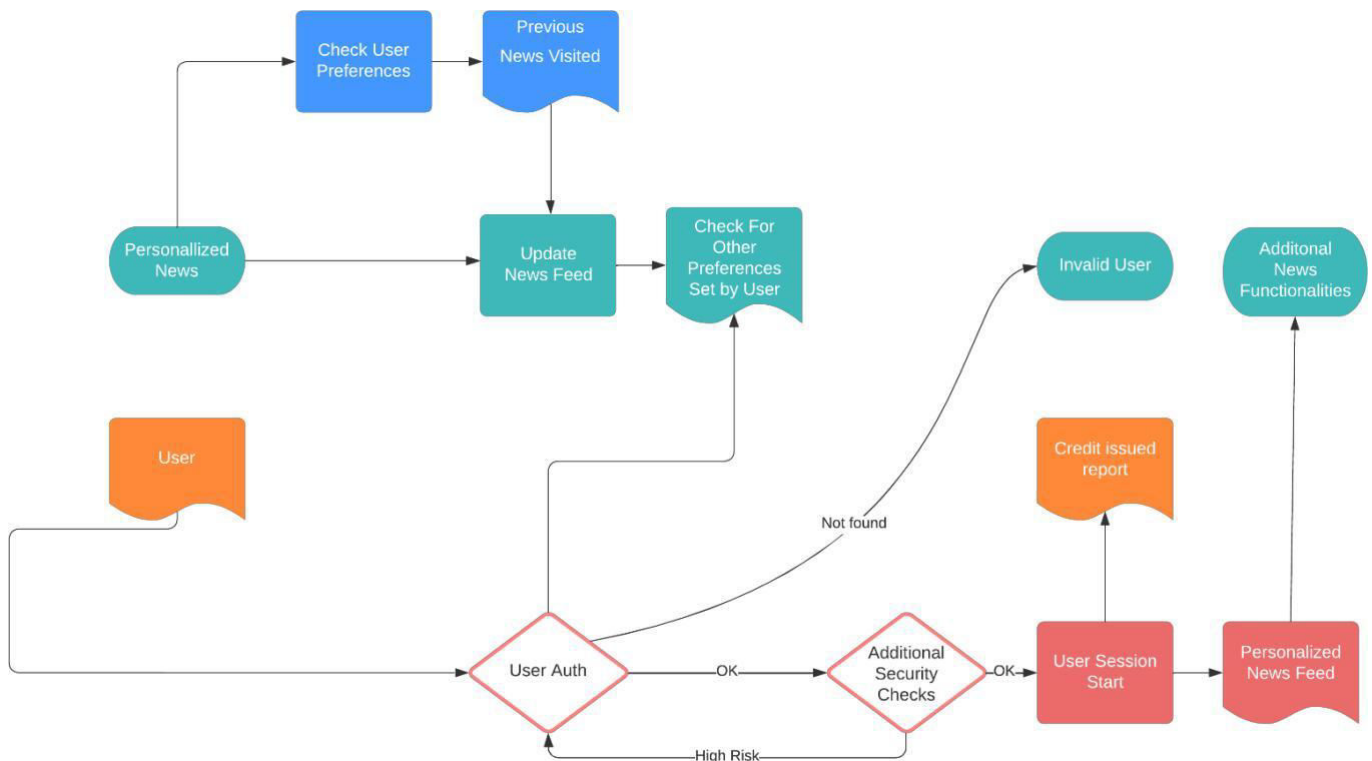 Check User
Preferences
Previous
News Visited
Personallized
News
Update
News Feed
Check For
Other
Preferences
Set by User
Invalid User
Additonal
News
Functionalities
User
Credit issued
report
Not found
User Auth
OK
Additional
Security
Checks
OK
User Session
Start
Personalized
News Feed
High Risk